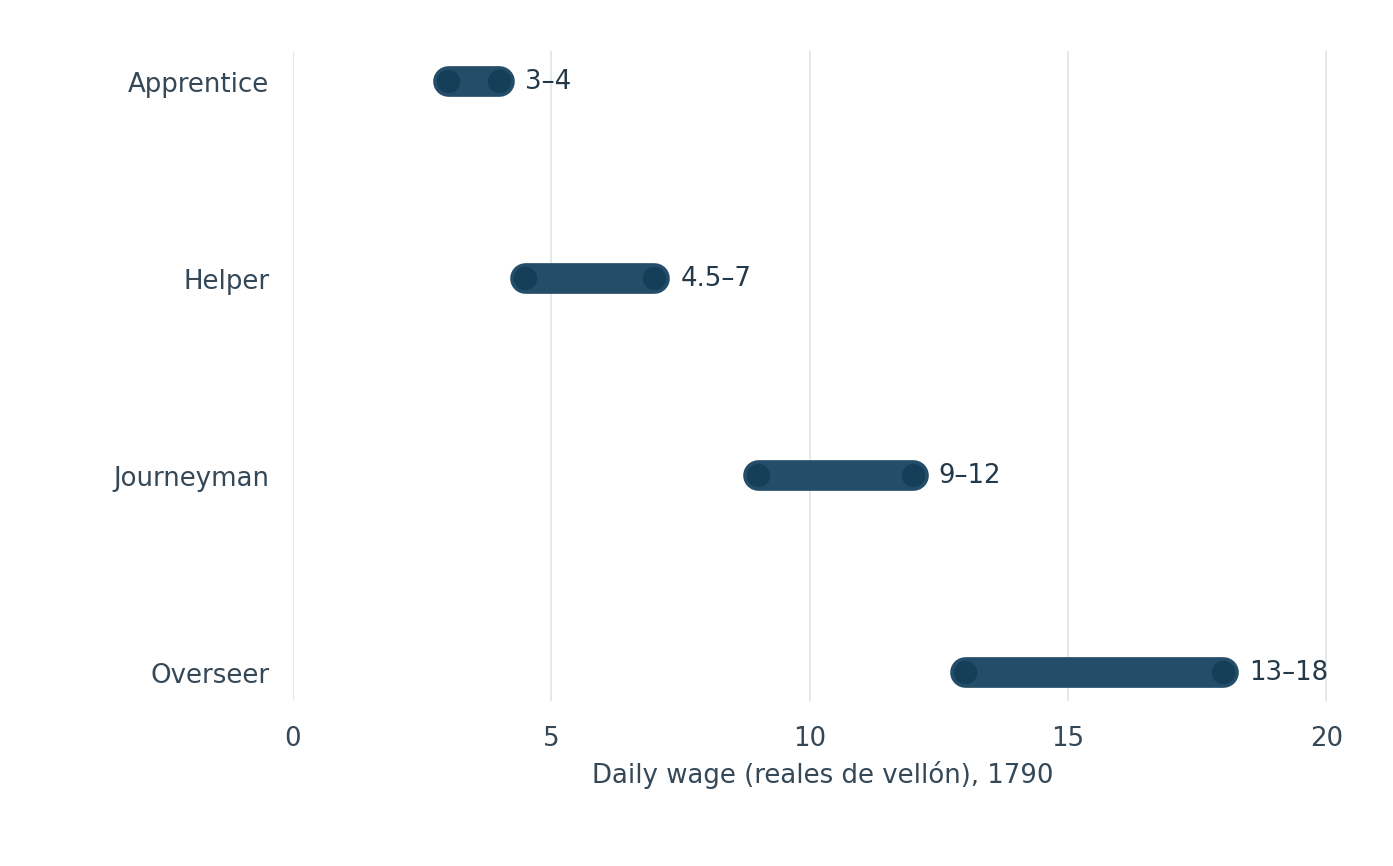 Apprentice 3–4
Helper 4.5–7
Journeyman 9–12
Overseer 13–18
0 5 10 15 20
Daily wage (reales de vellón), 1790